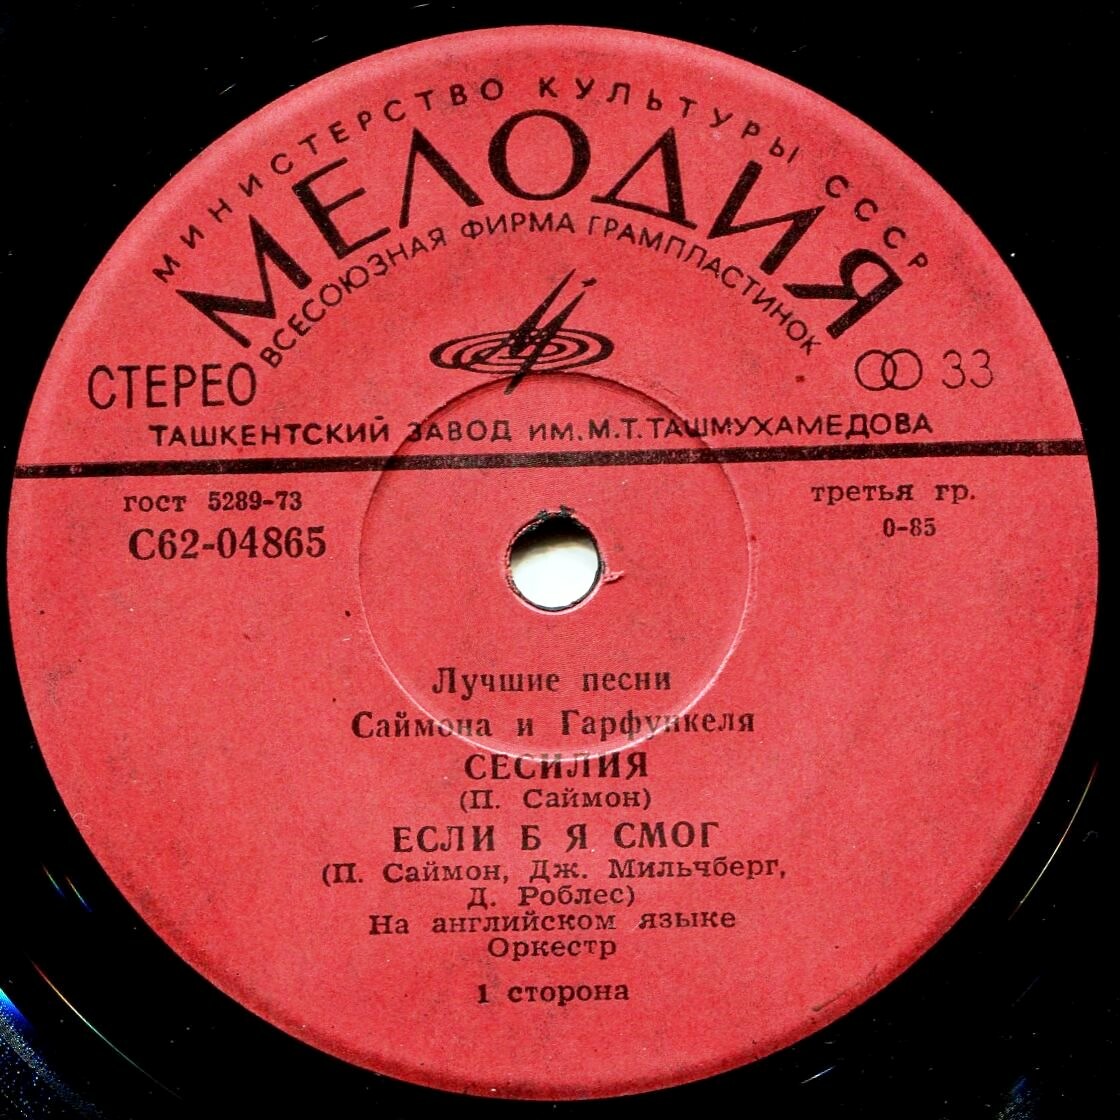 МИНИСТЕРСТВО КУЛЬТУРЫ СССР
МЕЛОДИЯ
ВСЕСОЮЗНАЯ ФИРМА ГРАМПЛАСТИНОК
СТЕРЕО
33
ТАШКЕНТСКИЙ ЗАВОД ИМ. М. Т. ТАШМУХАМЕДОВА
гост 5289-73
третья гр.
С62-04865
0-85
Лучшие песни
Саймона и Гарфункеля
СЕСИЛИЯ
(П. Саймон)
ЕСЛИ Б Я СМОГ
(П. Саймон, Дж. Мильчберг,
Д. Роблес)
На английском языке
Оркестр
1 сторона